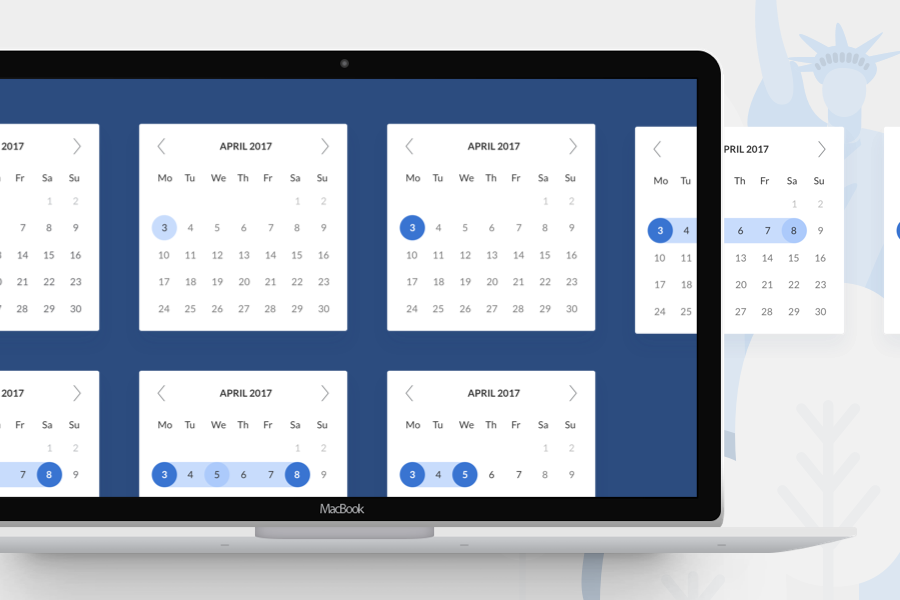 2017
APRIL 2017
APRIL 2017
PRIL 2017
Fr Sa Su
Mo Tu We Th Fr Sa Su
Mo Tu We Th Fr Sa Su
Mo Tu
Th Fr Sa Su
1 2
1 2
1 2
1 2
7 8 9
3 4 5 6 7 8 9
3 4 5 6 7 8 9
3 4
6 7 8 9
14 15 16
10 11 12 13 14 15 16
10 11 12 13 14 15 16
10 11
13 14 15 16
21 22 23
17 18 19 20 21 22 23
17 18 19 20 21 22 23
17 18
20 21 22 23
28 29 30
24 25 26 27 28 29 30
24 25 26 27 28 29 30
24 25
27 28 29 30
2017
APRIL 2017
APRIL 2017
Fr Sa Su
Mo Tu We Th Fr Sa Su
Mo Tu We Th Fr Sa Su
1 2
1 2
1 2
7 8 9
3 4 5 6 7 8 9
3 4 5 6 7 8 9
MacBook